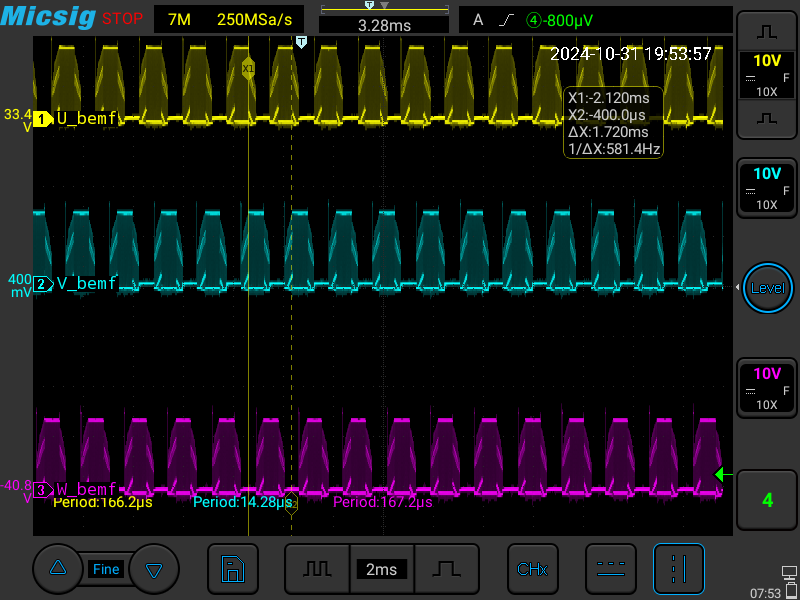 Micsig STOP 7M 250MSa/s T 3.28ms A ④-800µV
10V
F
10X
T
2024-10-31 19:53:57
X1
X1:-2.120ms
X2:-400.0µs
ΔX:1.720ms
1/ΔX:581.4Hz
33.4
V
1 U_bemf
10V
F
10X
400
mV
2 V_bemf
Level
10V
F
10X
-40.8
V
3 W_bemf
Period:166.2µs Period:14.28µs Period:167.2µs
4
Fine 2ms CHx
07:53